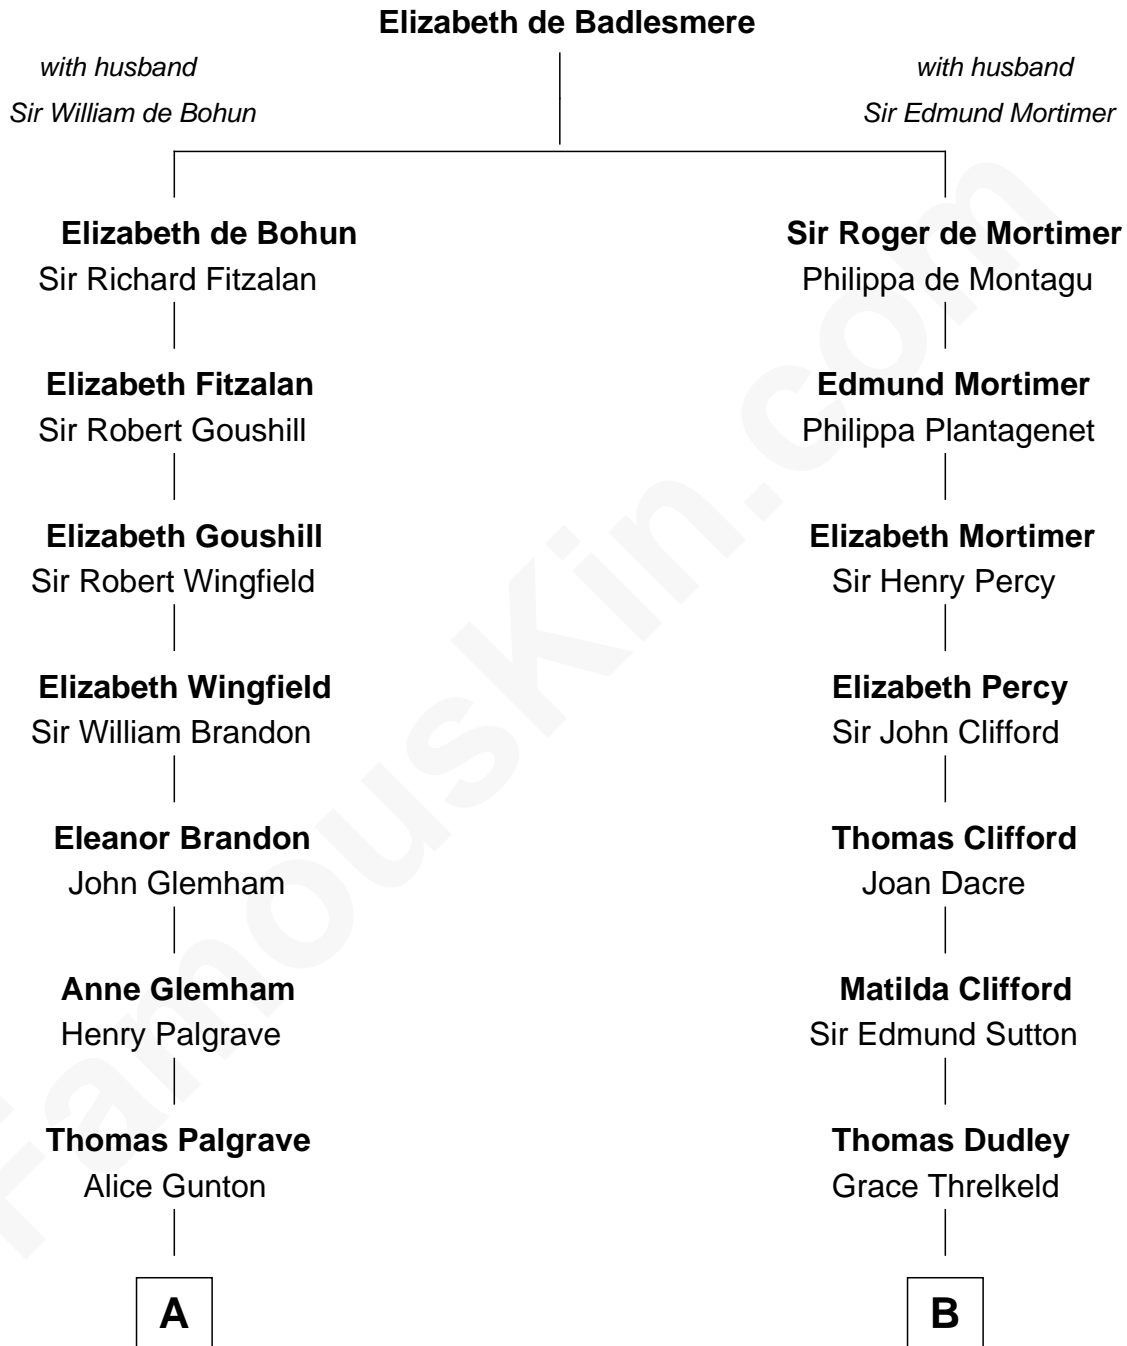 Elizabeth de Badlesmere
with husband
Sir William de Bohun
with husband
Sir Edmund Mortimer
Elizabeth de Bohun
Sir Richard Fitzalan
Sir Roger de Mortimer
Philippa de Montagu
Elizabeth Fitzalan
Sir Robert Goushill
Edmund Mortimer
Philippa Plantagenet
Elizabeth Goushill
Sir Robert Wingfield
Elizabeth Mortimer
Sir Henry Percy
Elizabeth Wingfield
Sir William Brandon
Elizabeth Percy
Sir John Clifford
Eleanor Brandon
John Glemham
Thomas Clifford
Joan Dacre
Anne Glemham
Henry Palgrave
Matilda Clifford
Sir Edmund Sutton
Thomas Palgrave
Alice Gunton
Thomas Dudley
Grace Threlkeld
A
B
FamousKin.com